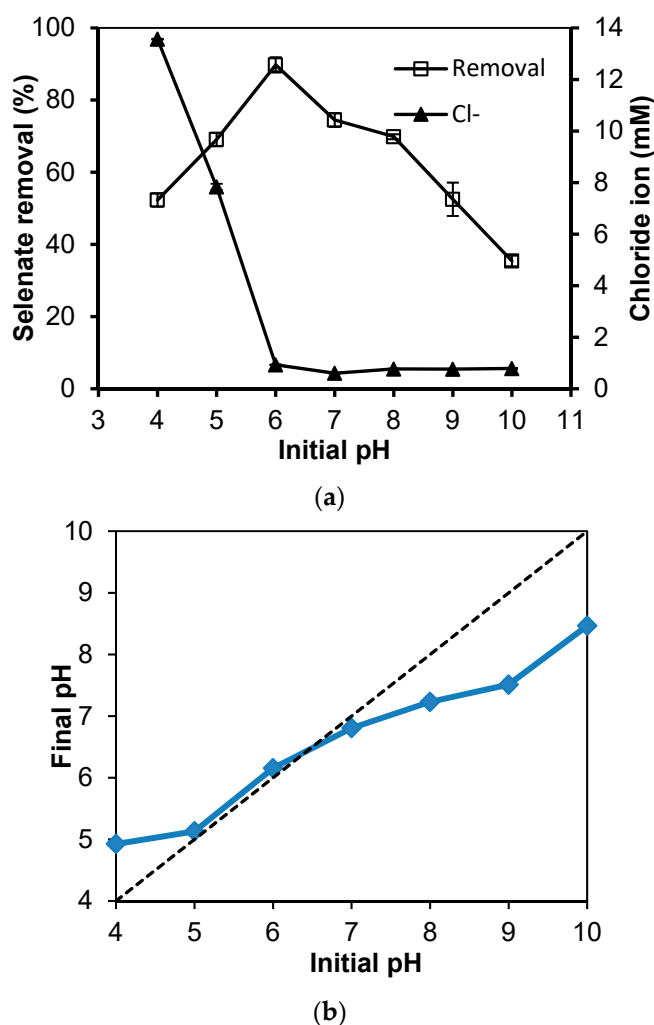 Selenate removal (%)
100
80
60
40
20
0
Removal
Cl-
14
12
10
8
6
4
2
0
Chloride ion (mM)
3 4 5 6 7 8 9 10 11
Initial pH
(a)
Final pH
10
9
8
7
6
5
4
4 5 6 7 8 9 10
Initial pH
(b)